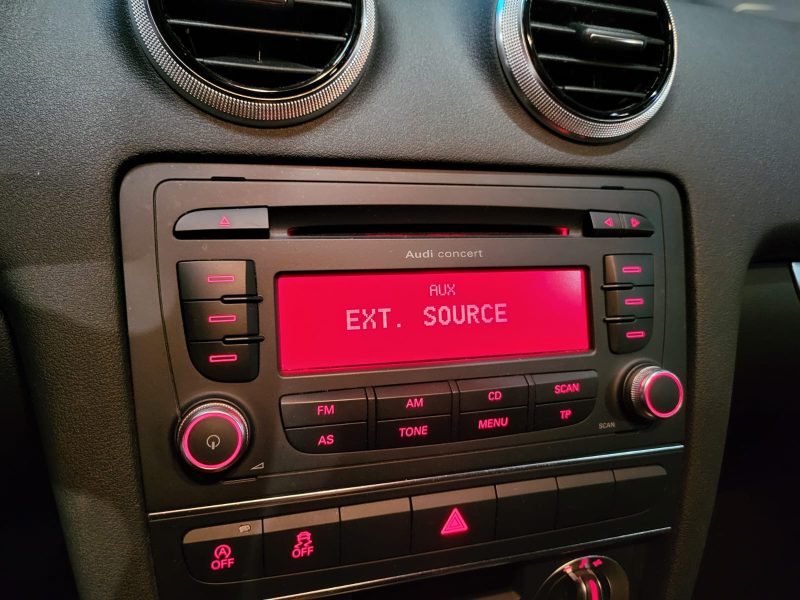 Audi concert
AUX
EXT. SOURCE
FM AM CD SCAN
AS TONE MENU TP
SCAN
A
OFF OFF